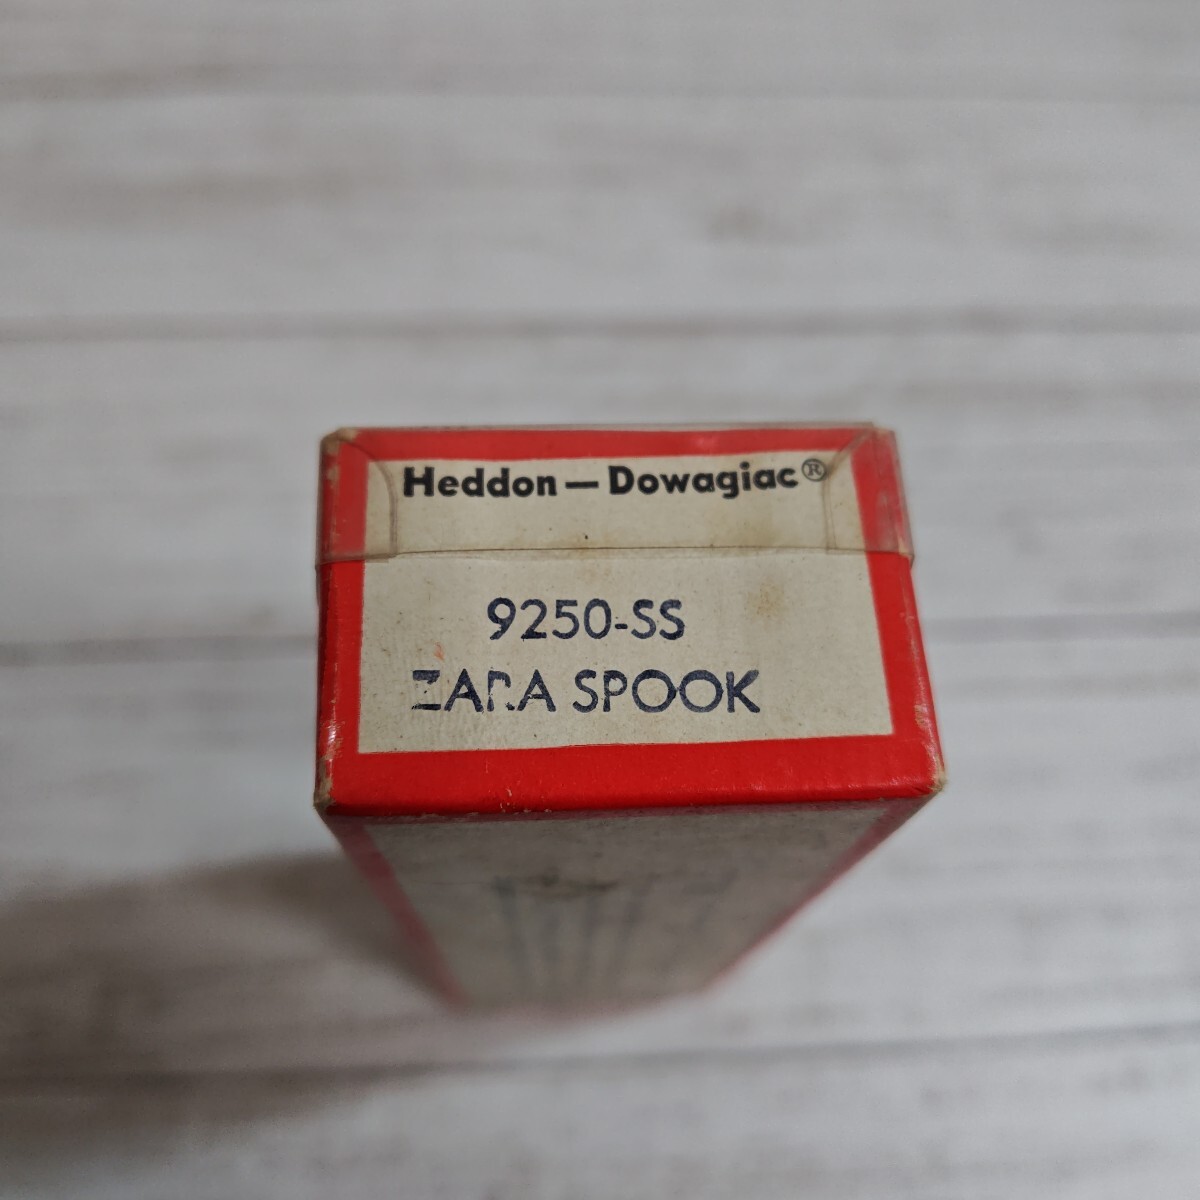 Heddon — Dowagiac®
9250-SS
ZARA SPOOK